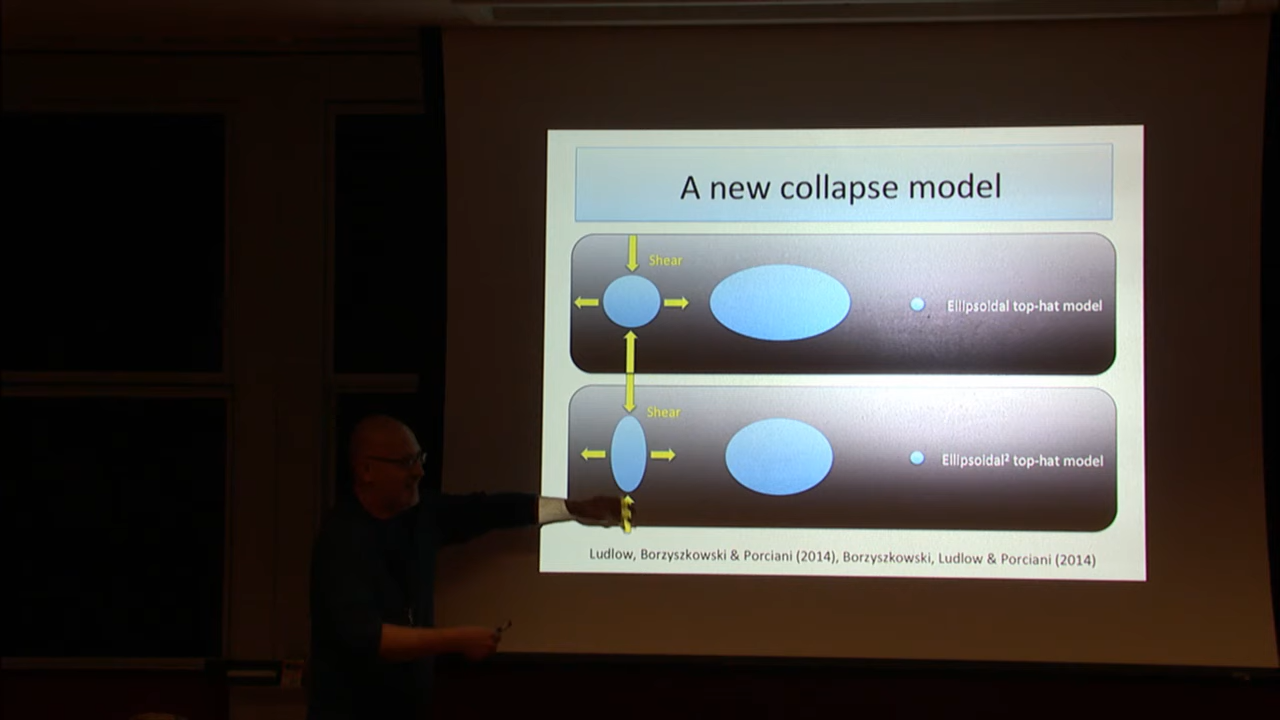 A new collapse model
Shear
Ellipsoidal top-hat model
Shear
Ellipsoidal² top-hat model
Ludlow, Borzyszkowski & Porciani (2014), Borzyszkowski, Ludlow & Porciani (2014)